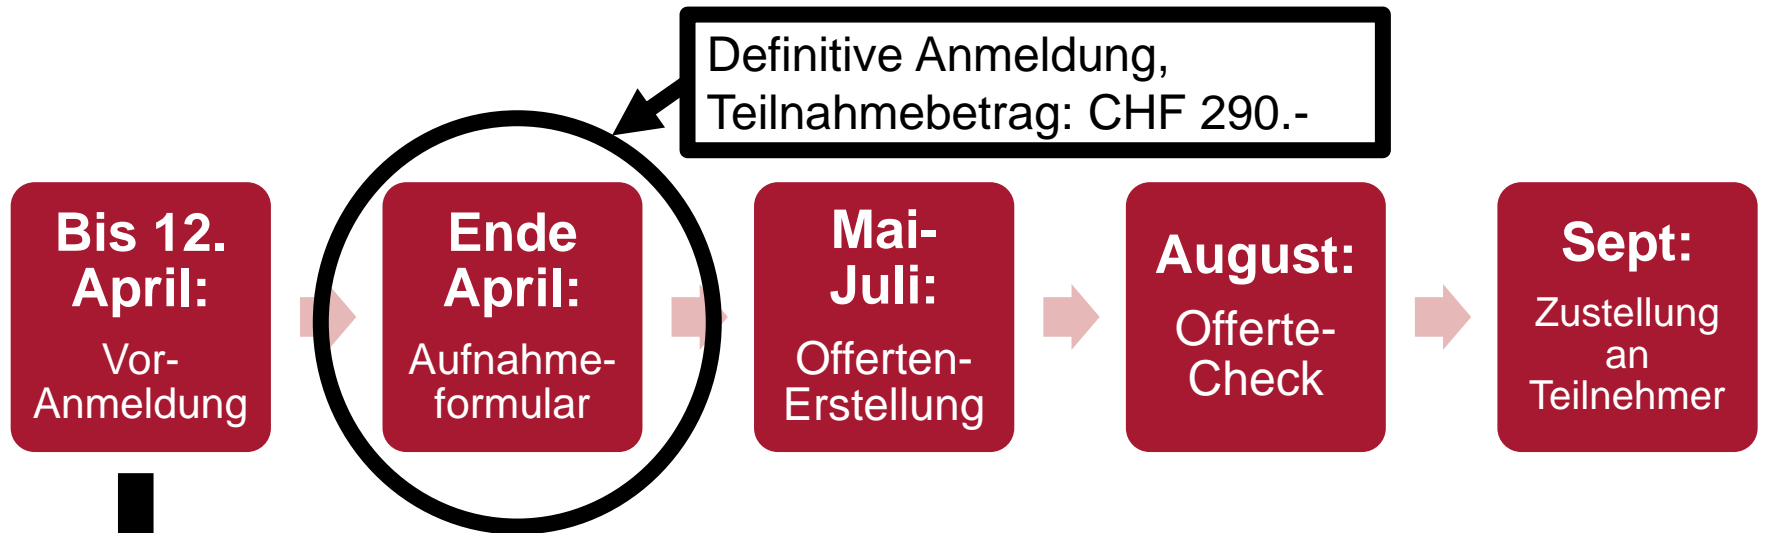 Definitive Anmeldung,
Teilnahmebetrag: CHF 290.-
Bis 12.
April:
Vor-
Anmeldung
Ende
April:
Aufnahme-
formular
Mai-
Juli:
Offerten-
Erstellung
August:
Offerte-
Check
Sept:
Zustellung
an
Teilnehmer